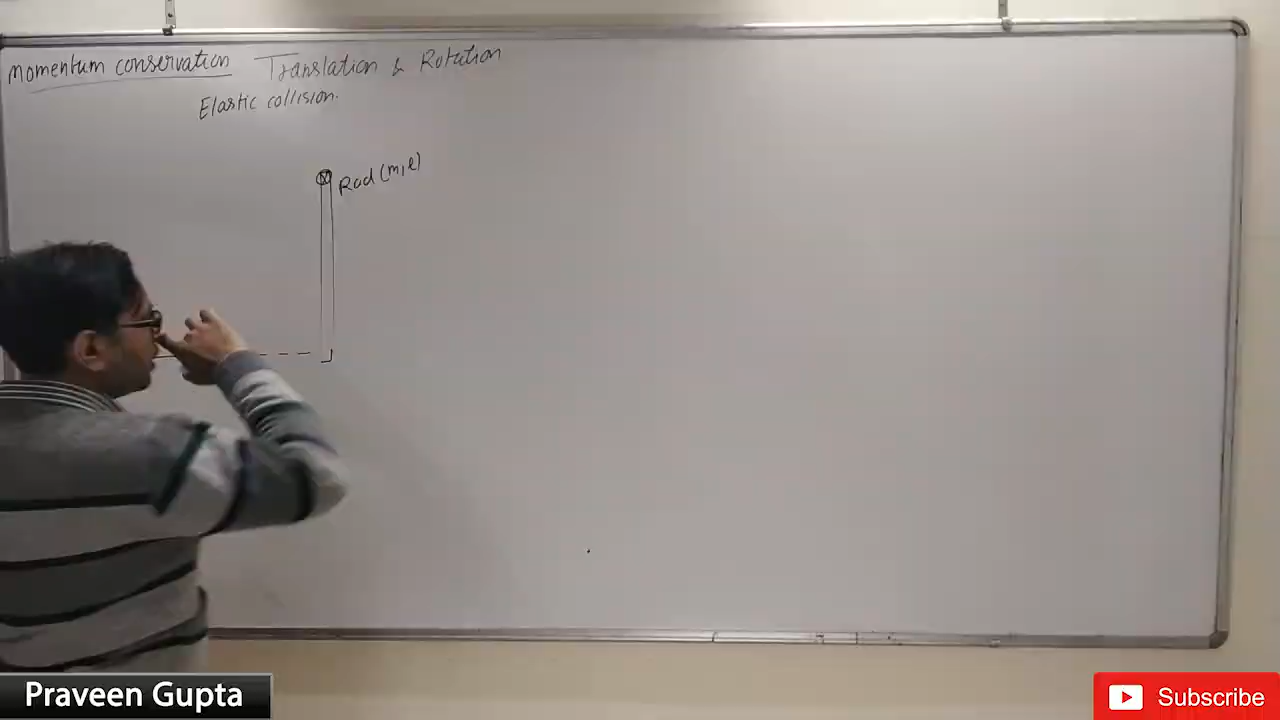 Momentum conservation Translation & Rotation
Elastic collision.
Rod (m, l)
Praveen Gupta
Subscribe